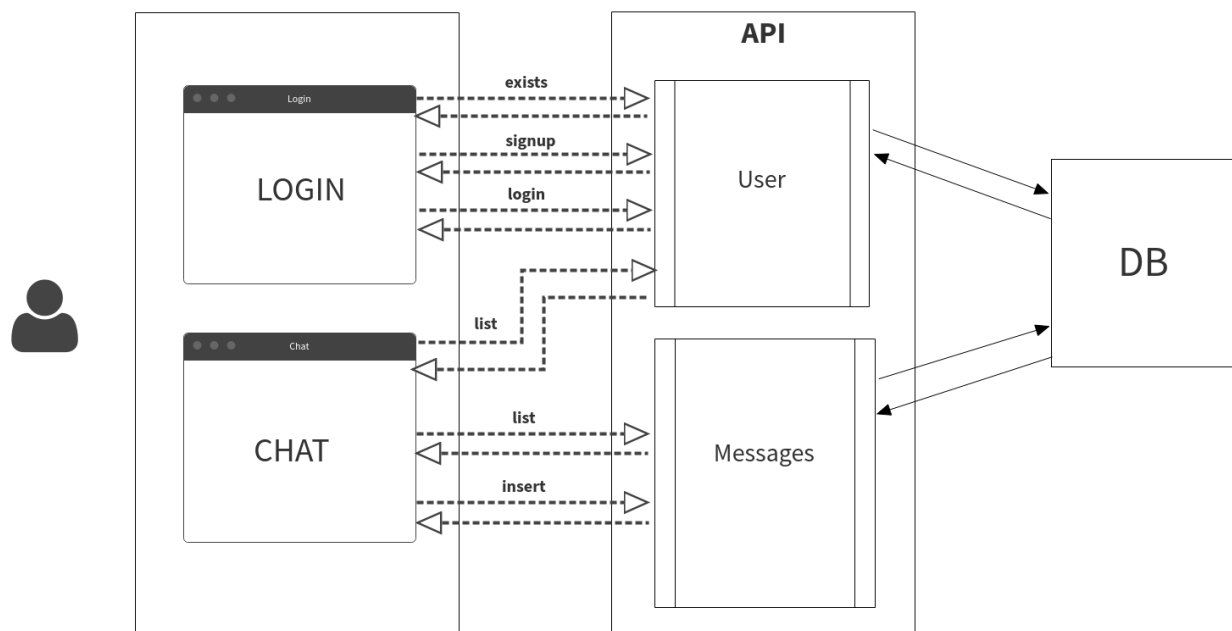 API
exists
Login
LOGIN
signup
User
login
DB
list
Chat
CHAT
list
Messages
insert